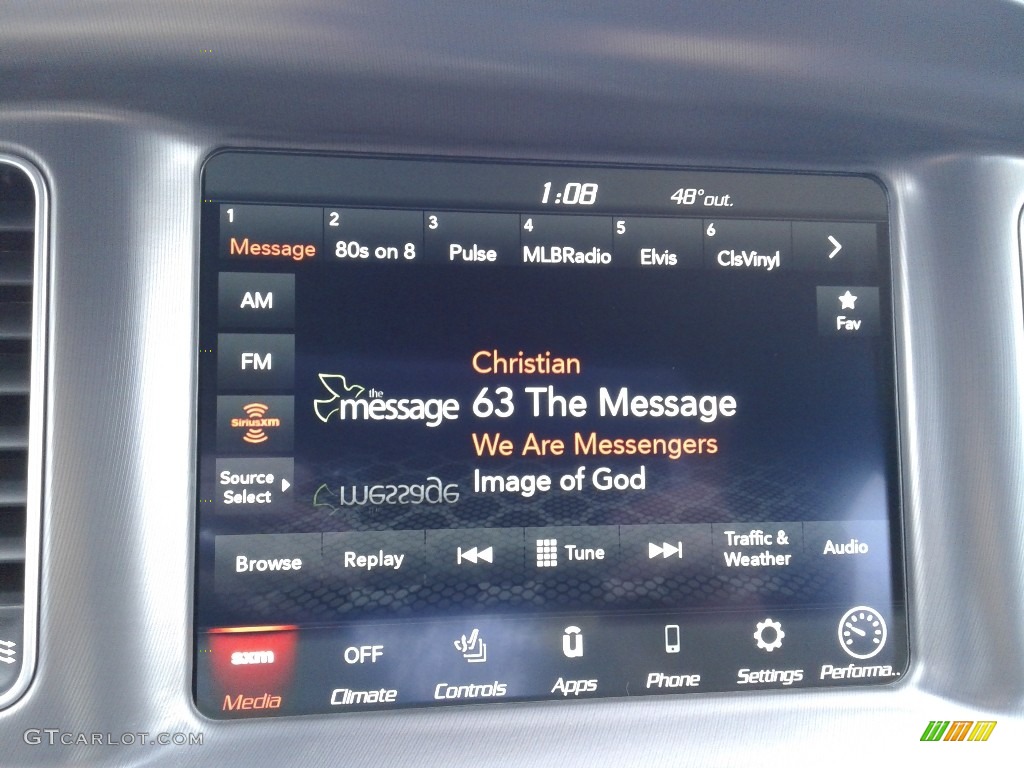 1:08 48° out.
1 2 3 4 5 6
Message 80s on 8 Pulse MLBRadio Elvis ClsVinyl
AM
Fav
FM
Christian
the message
63 The Message
SiriusXM
We Are Messengers
Source Select
Image of God
message
Browse Replay Tune Traffic & Weather Audio
sxm OFF
Media Climate Controls Apps Phone Settings Performa..
GTCARLOT.COM